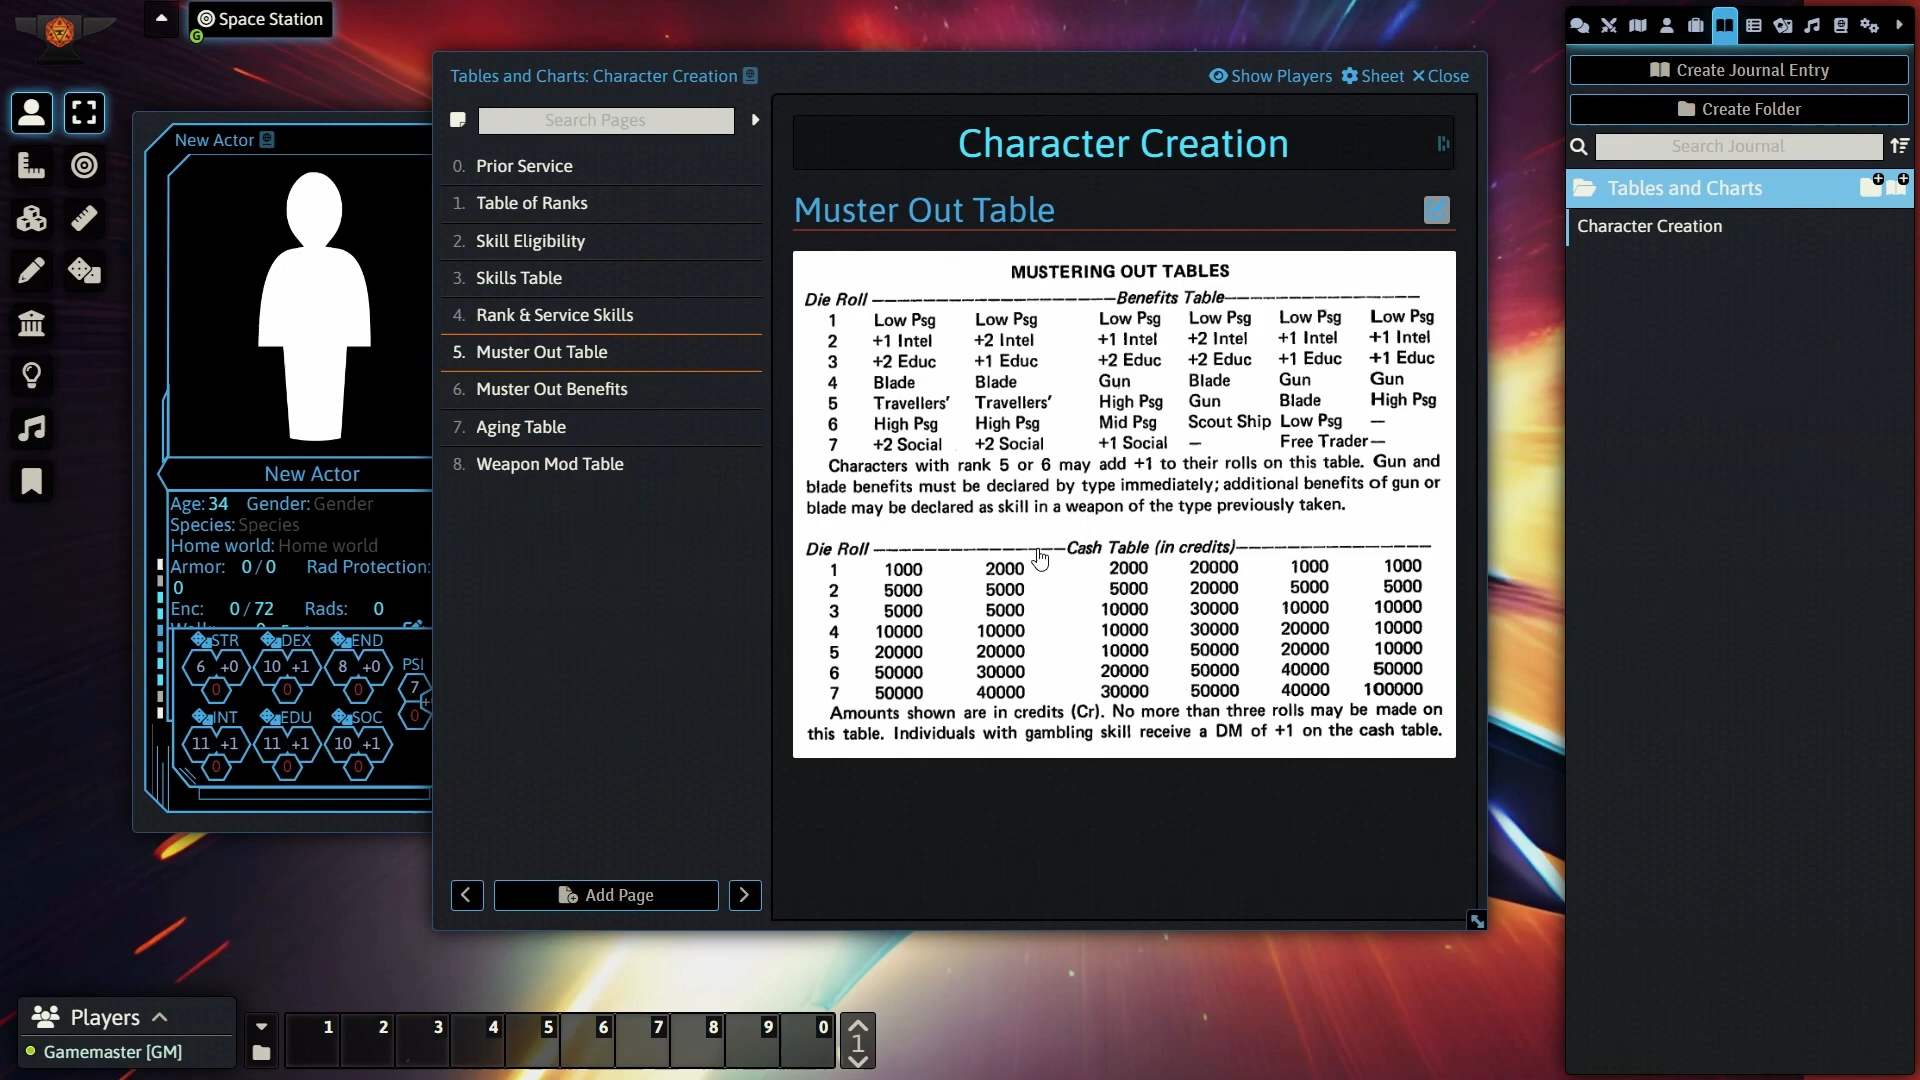 Space Station
G
Tables and Charts: Character Creation
Show Players Sheet Close
Search Pages
0. Prior Service
1. Table of Ranks
2. Skill Eligibility
3. Skills Table
4. Rank & Service Skills
5. Muster Out Table
6. Muster Out Benefits
7. Aging Table
8. Weapon Mod Table
Add Page
Character Creation
Muster Out Table
MUSTERING OUT TABLES
Die Roll Benefits Table
1 Low Psg Low Psg Low Psg Low Psg Low Psg Low Psg
2 +1 Intel +2 Intel +1 Intel +2 Intel +1 Intel +1 Intel
3 +2 Educ +1 Educ +2 Educ +2 Educ +1 Educ +1 Educ
4 Blade Blade Gun Blade Gun Gun
5 Travellers' Travellers' High Psg Gun Blade High Psg
6 High Psg High Psg Mid Psg Scout Ship Low Psg —
7 +2 Social +2 Social +1 Social — Free Trader —
Characters with rank 5 or 6 may add +1 to their rolls on this table. Gun and
blade benefits must be declared by type immediately; additional benefits of gun or
blade may be declared as skill in a weapon of the type previously taken.
Die Roll Cash Table (in credits)
1 1000 2000 2000 20000 1000 1000
2 5000 5000 5000 20000 5000 5000
3 5000 5000 10000 30000 10000 10000
4 10000 10000 10000 30000 20000 10000
5 20000 20000 10000 50000 20000 10000
6 50000 30000 20000 50000 40000 50000
7 50000 40000 30000 50000 40000 100000
Amounts shown are in credits (Cr). No more than three rolls may be made on
this table. Individuals with gambling skill receive a DM of +1 on the cash table.
New Actor
New Actor
Age: 34 Gender: Gender
Species: Species
Home world: Home world
Armor: 0 / 0 Rad Protection:
0
Enc: 0 / 72 Rads: 0
STR DEX END
6 +0 10 +1 8 +0 PSI
0 0 0 7
INT EDU SOC 0
11 +1 11 +1 10 +1
0 0 0
Create Journal Entry
Create Folder
Search Journal
Tables and Charts
Character Creation
Players
Gamemaster [GM]
1 2 3 4 5 6 7 8 9 0
1